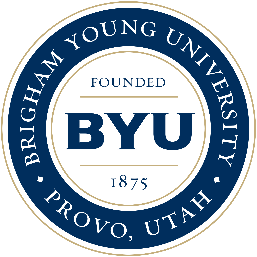 BRIGHAM YOUNG UNIVERSITY
FOUNDED
BYU
1875
PROVO, UTAH